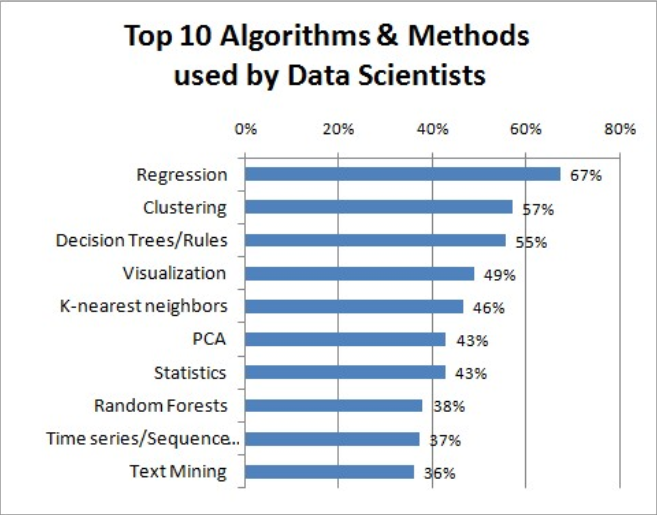 Top 10 Algorithms & Methods
used by Data Scientists
0% 20% 40% 60% 80%
Regression 67%
Clustering 57%
Decision Trees/Rules 55%
Visualization 49%
K-nearest neighbors 46%
PCA 43%
Statistics 43%
Random Forests 38%
Time series/Sequence... 37%
Text Mining 36%